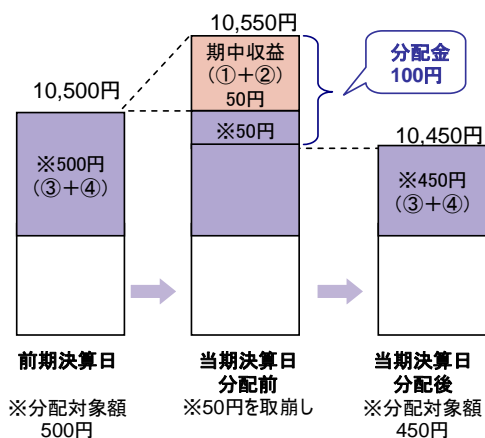 10,550円
期中収益
(①+②)
50円
分配金
100円
10,500円
※50円
10,450円
※500円
(③+④)
※450円
(③+④)
前期決算日
当期決算日
分配前
当期決算日
分配後
※分配対象額
500円
※50円を取崩し
※分配対象額
450円